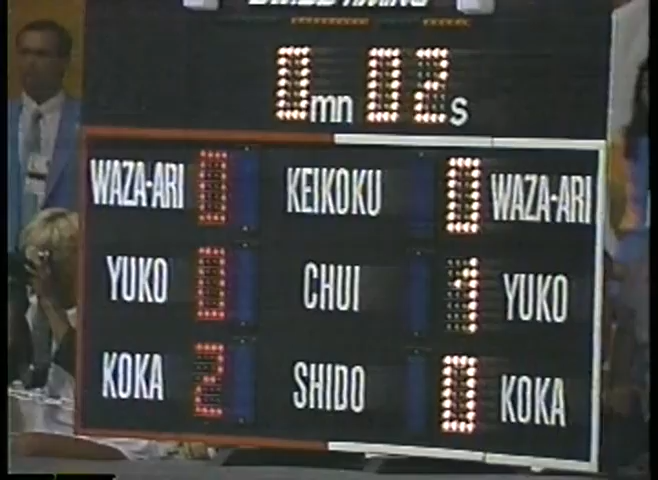 0mn 02s
WAZA-ARI 0 KEIKOKU 0 WAZA-ARI
YUKO 0 CHUI 1 YUKO
KOKA 2 SHIDO 0 KOKA